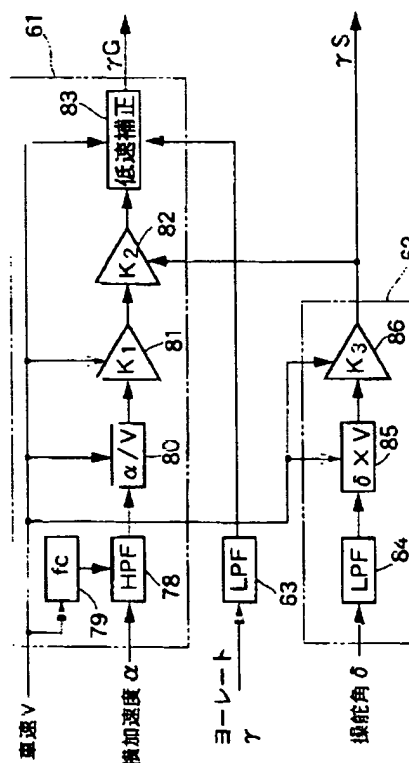 61
車速V
fc
79
横加速度 α
HPF
78
α/V
80
K1
81
K2
82
低速補正
83
γG
ヨーレート
γ
LPF
63
62
操舵角 δ
LPF
84
δ×V
85
K3
86
γS